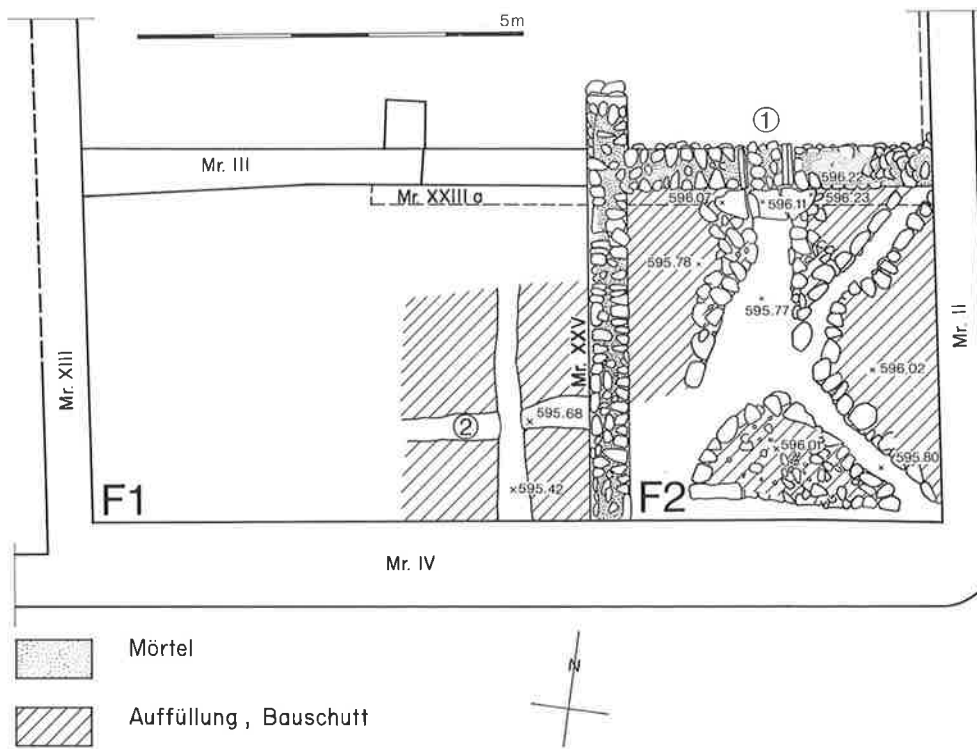 5m
①
Mr. III
596.22
Mr. XXIII a
596.07
596.11
596.23
595.78
595.77
Mr. XIII
Mr. XXV
Mr. II
596.02
②
595.68
596.01
595.80
595.42
F1
F2
Mr. IV
Mörtel
N
Auffüllung, Bauschutt